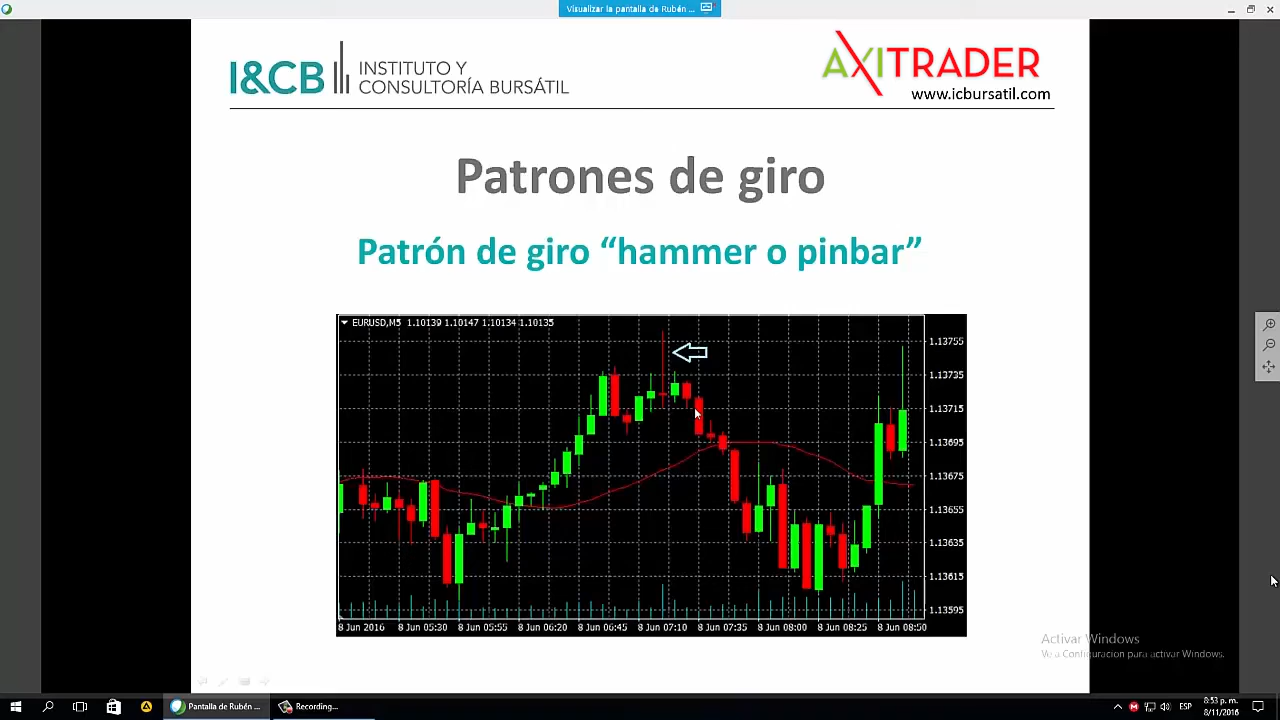 Visualizar la pantalla de Rubén ...
I&CB INSTITUTO Y
CONSULTORÍA BURSÁTIL
AXITRADER
www.icbursatil.com
Patrones de giro
Patrón de giro “hammer o pinbar”
EURUSD,M5 1.10139 1.10147 1.10134 1.10135
1.13755
1.13735
1.13715
1.13695
1.13675
1.13655
1.13635
1.13615
1.13595
8 Jun 2016 8 Jun 05:30 8 Jun 05:55 8 Jun 06:20 8 Jun 06:45 8 Jun 07:10 8 Jun 07:35 8 Jun 08:00 8 Jun 08:25 8 Jun 08:50
Activar Windows
Ve a Configuración para activar Windows.
Pantalla de Rubén ...
Recording...
ESP
8:53 p. m.
8/11/2016